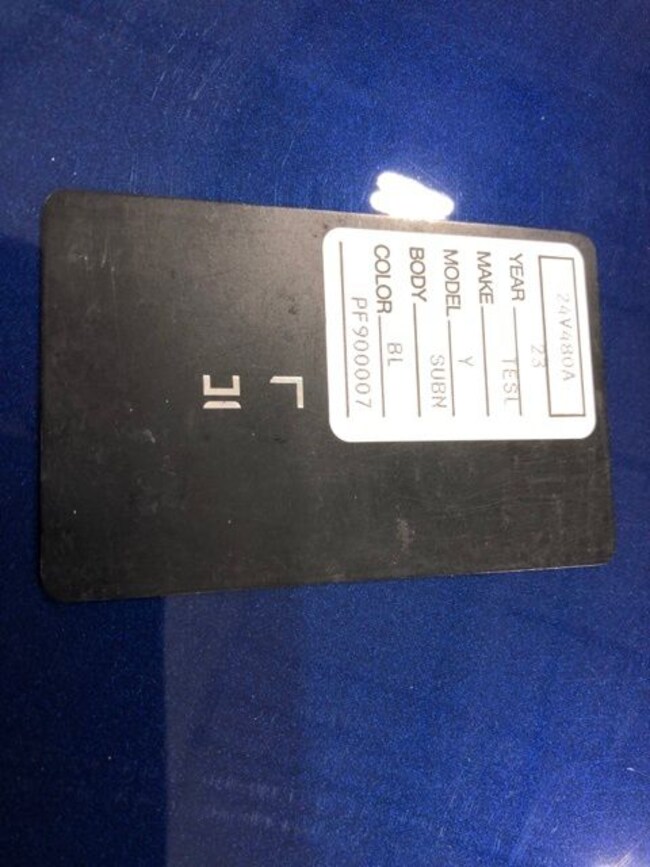 24V480A
YEAR 23
MAKE TESL
MODEL Y
BODY SUBN
COLOR BL
PF900007